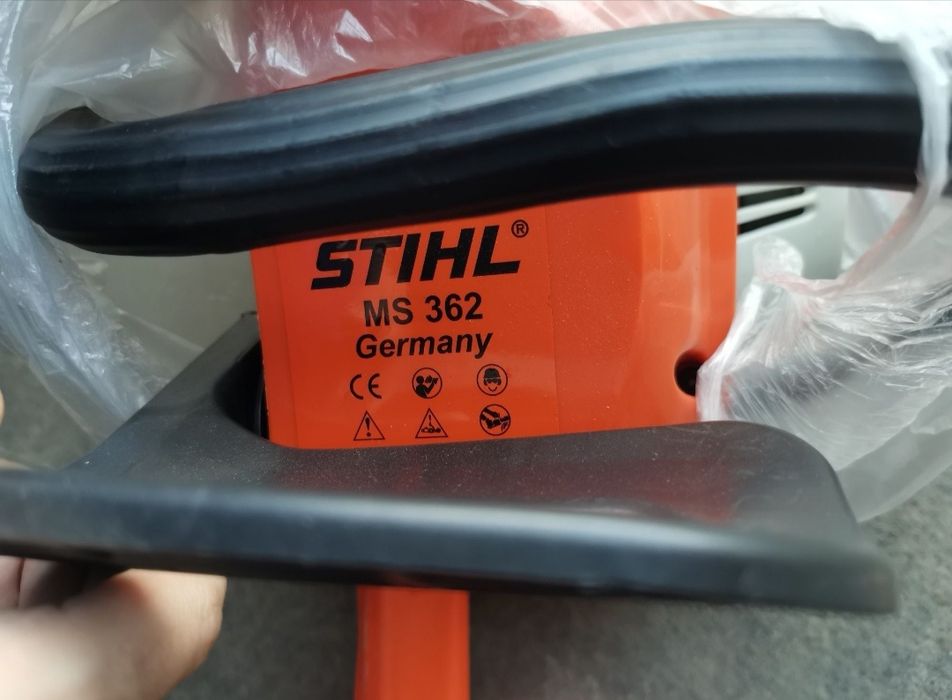 STIHL®
MS 362
Germany
CE